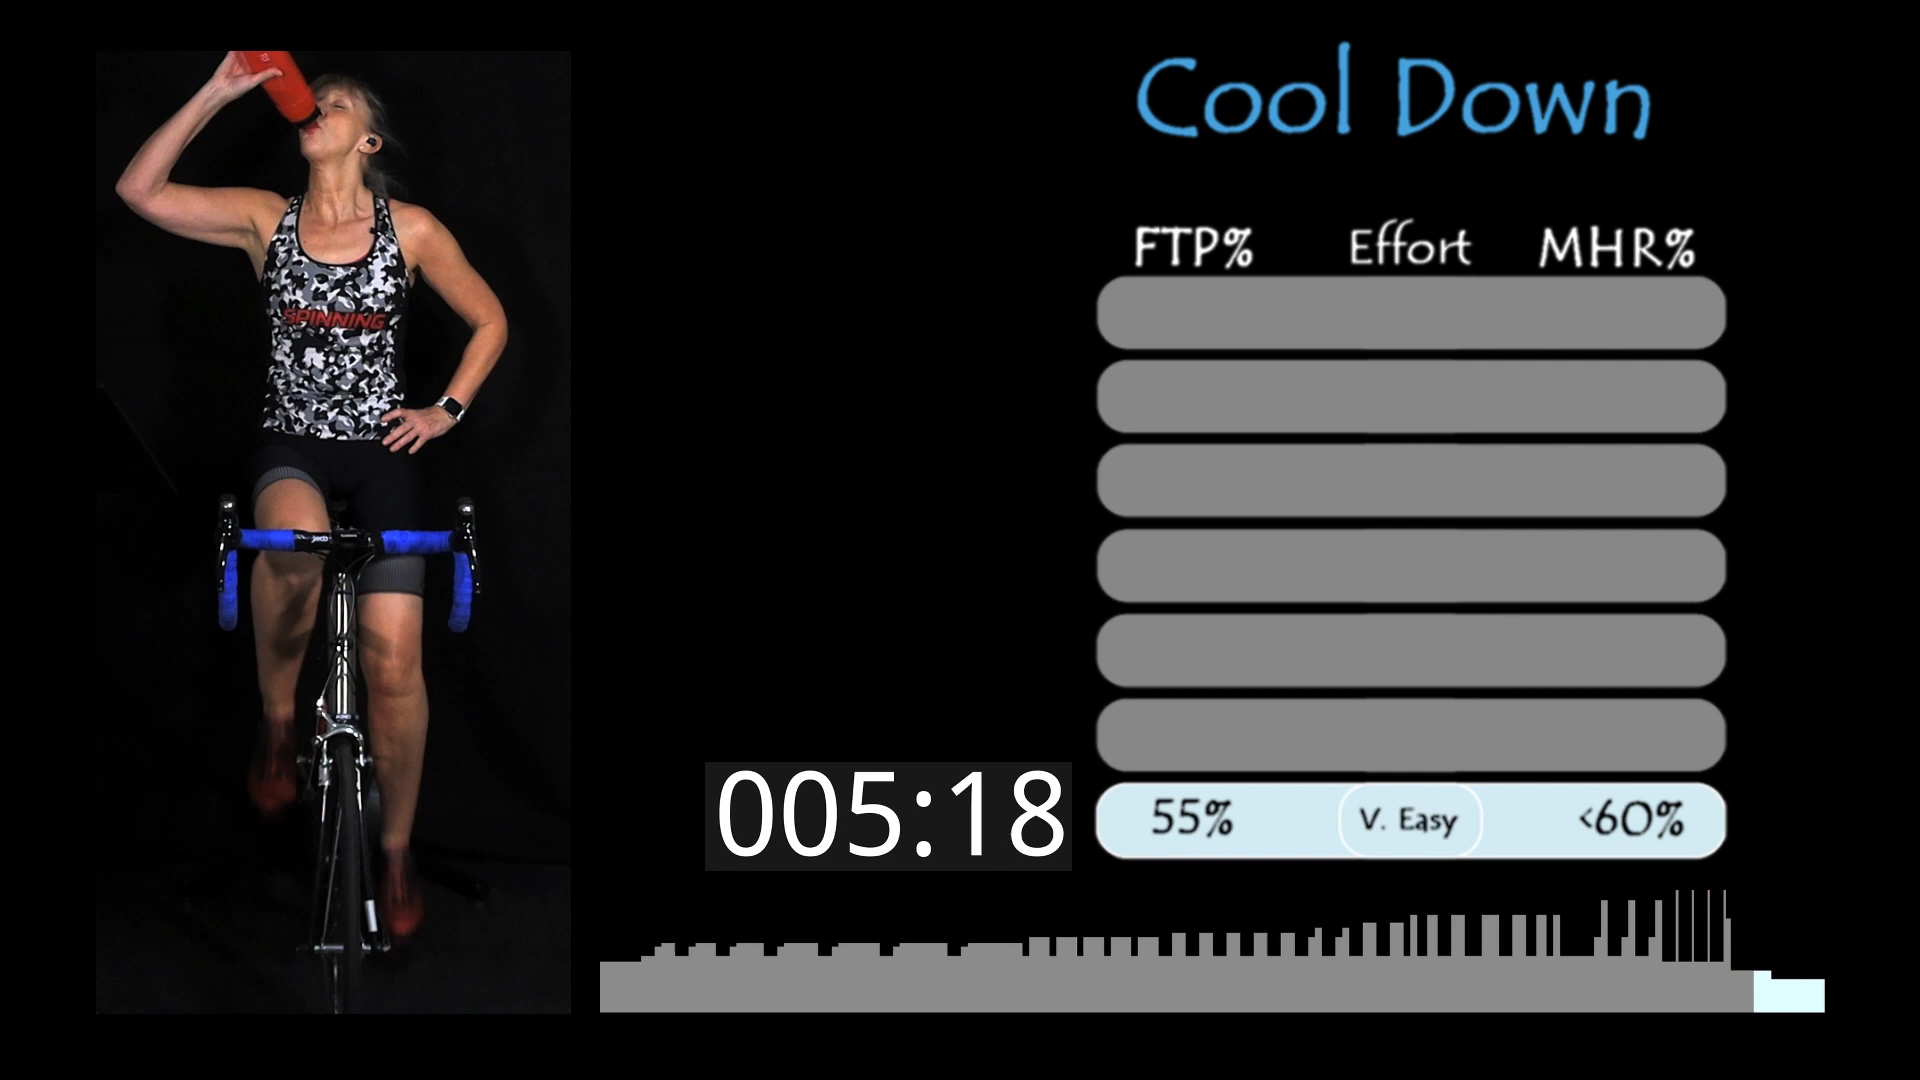 Cool Down
FTP% Effort MHR%
SPINNING
005:18
55% V. Easy <60%